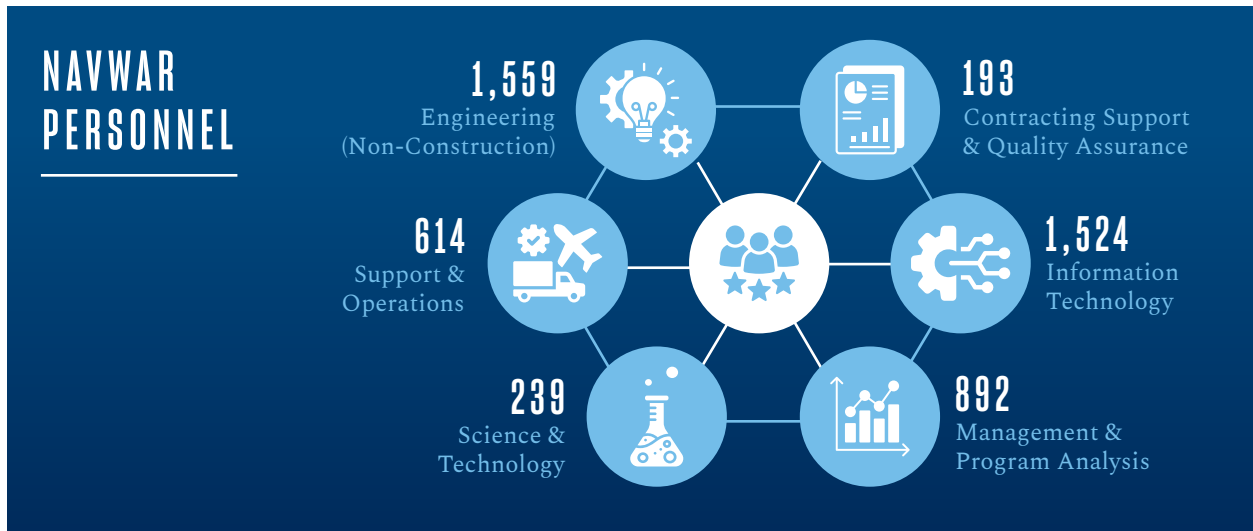 NAVWAR
PERSONNEL
1,559
Engineering
(Non-Construction)
193
Contracting Support
& Quality Assurance
614
Support &
Operations
1,524
Information
Technology
239
Science &
Technology
892
Management &
Program Analysis